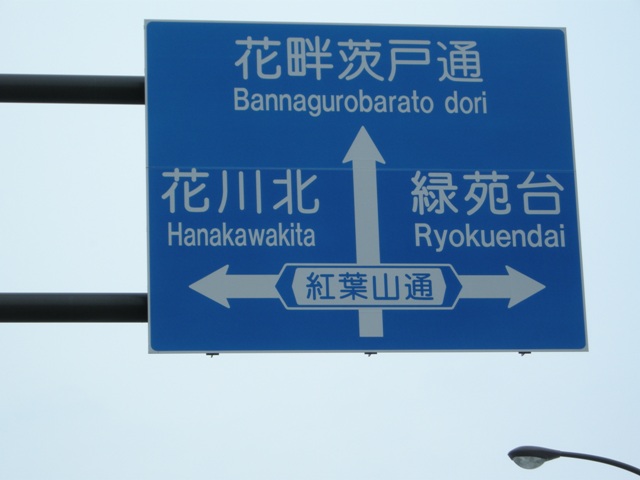 花畔茨戸通
Bannagurobarato dori
花川北
Hanakawakita
緑苑台
Ryokuendai
紅葉山通